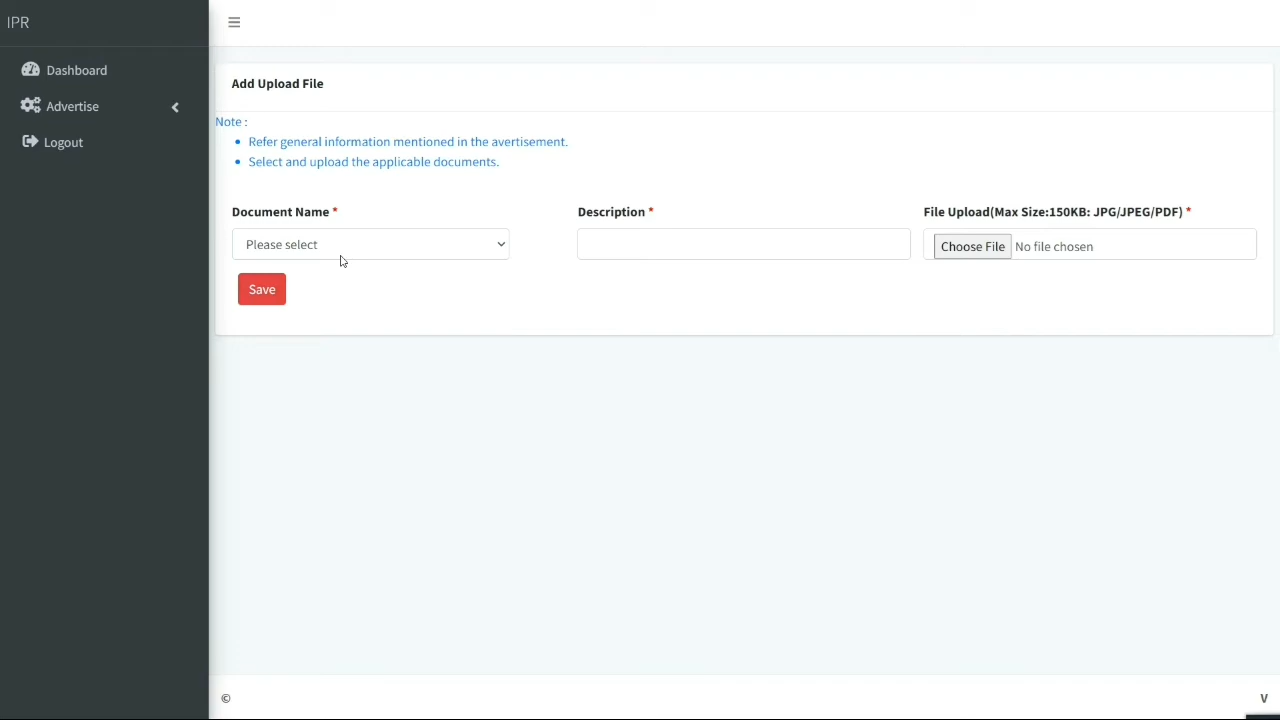 IPR
Dashboard
Advertise
Logout
Add Upload File
Note :
Refer general information mentioned in the avertisement.
Select and upload the applicable documents.
Document Name *
Description *
File Upload(Max Size:150KB: JPG/JPEG/PDF) *
Please select
Choose File No file chosen
Save
©
V